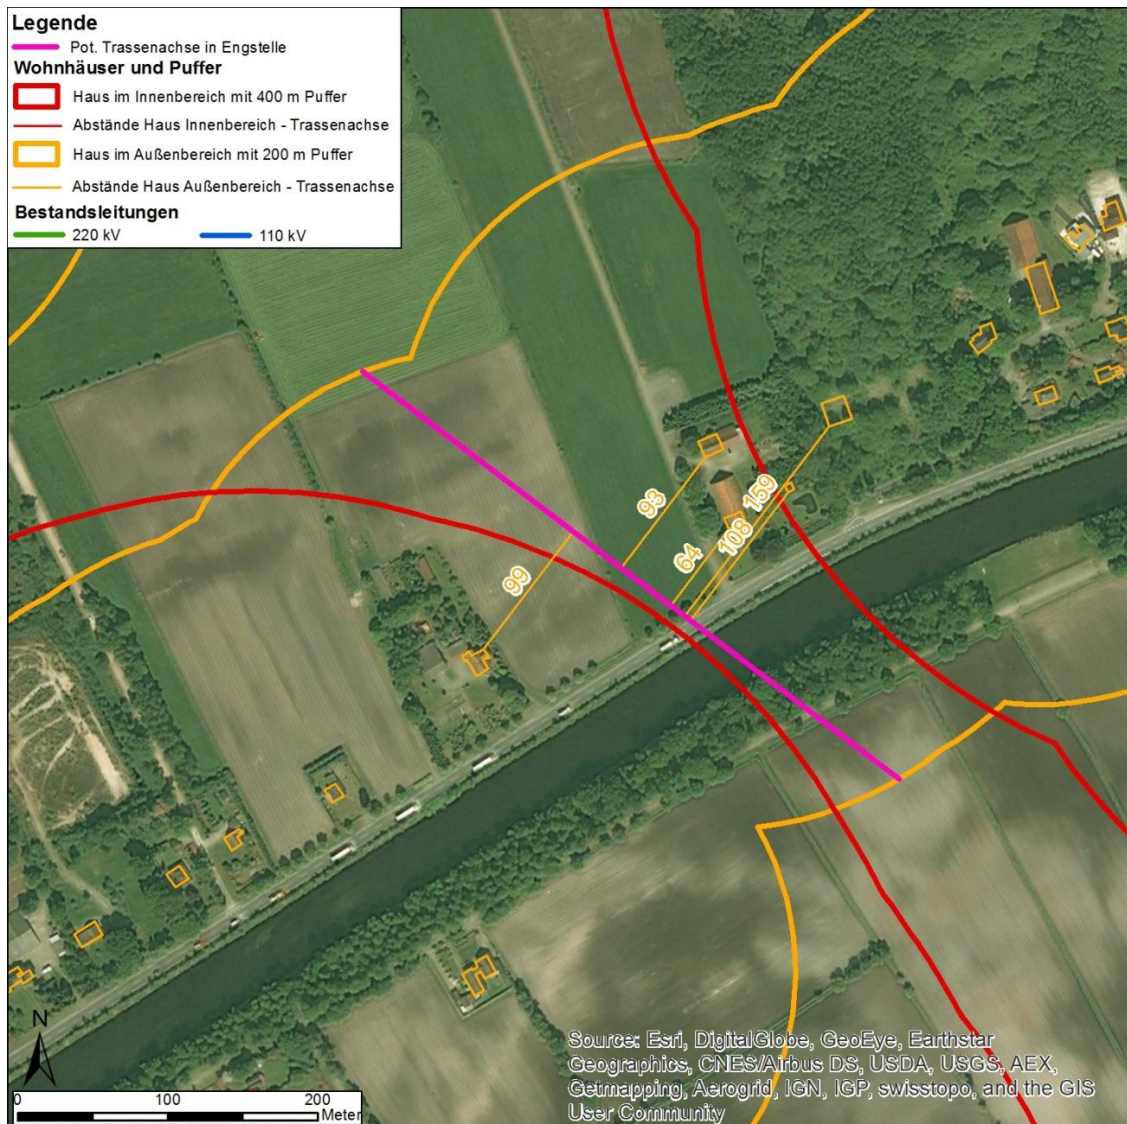 Legende
Pot. Trassenachse in Engstelle
Wohnhäuser und Puffer
Haus im Innenbereich mit 400 m Puffer
Abstände Haus Innenbereich - Trassenachse
Haus im Außenbereich mit 200 m Puffer
Abstände Haus Außenbereich - Trassenachse
Bestandsleitungen
220 kV 110 kV
93
159
108
64
99
N
0 100 200
Meter
Source: Esri, DigitalGlobe, GeoEye, Earthstar
Geographics, CNES/Airbus DS, USDA, USGS, AEX,
Getmapping, Aerogrid, IGN, IGP, swisstopo, and the GIS
User Community